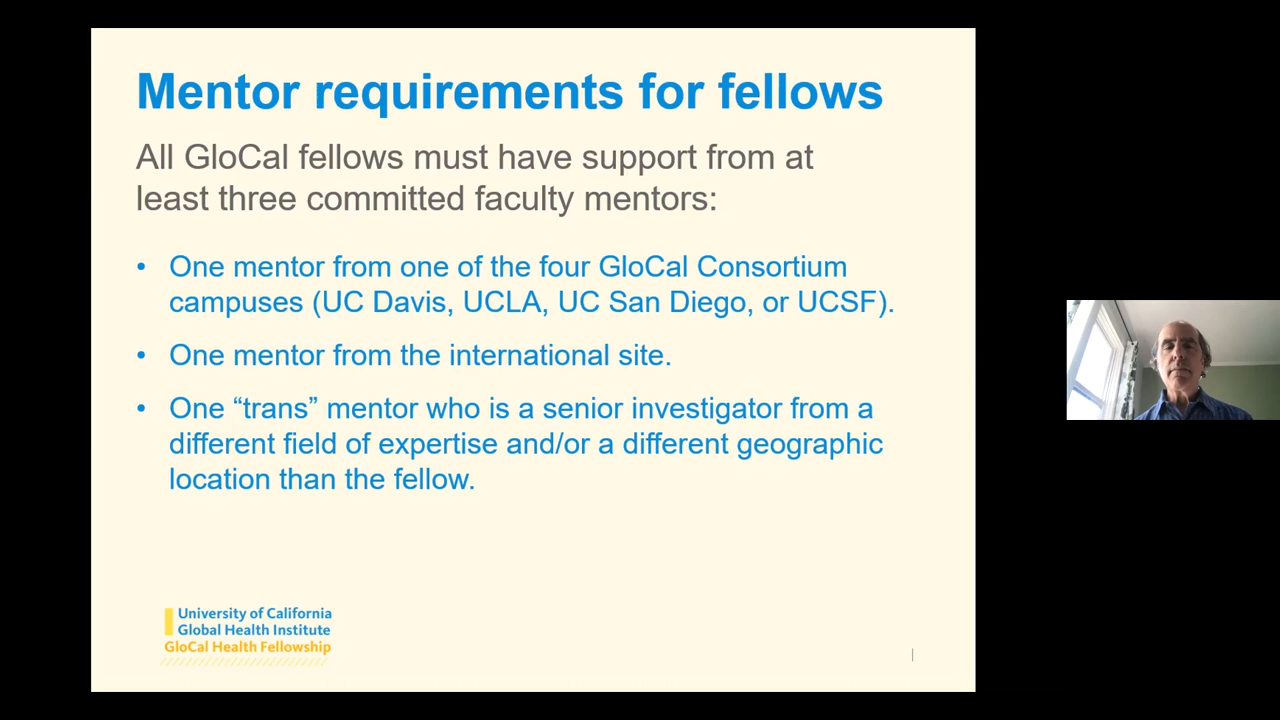 Mentor requirements for fellows
All GloCal fellows must have support from at
least three committed faculty mentors:
• One mentor from one of the four GloCal Consortium
campuses (UC Davis, UCLA, UC San Diego, or UCSF).
• One mentor from the international site.
• One “trans” mentor who is a senior investigator from a
different field of expertise and/or a different geographic
location than the fellow.
University of California
Global Health Institute
GloCal Health Fellowship